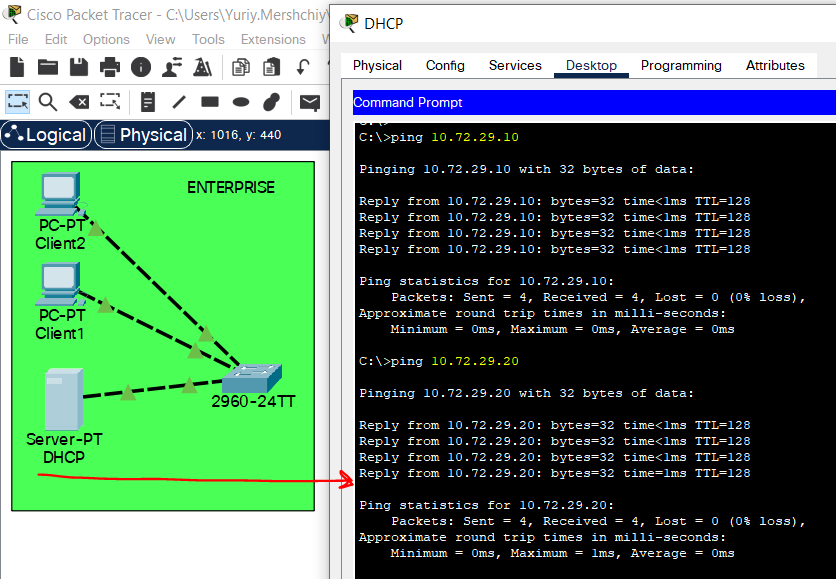 Cisco Packet Tracer - C:\Users\Yuriy.Mershchiy\
File Edit Options View Tools Extensions
Logical Physical x: 1016, y: 440
ENTERPRISE
PC-PT
Client2
PC-PT
Client1
2960-24TT
Server-PT
DHCP
DHCP
Physical Config Services Desktop Programming Attributes
Command Prompt
C:\>ping 10.72.29.10
Pinging 10.72.29.10 with 32 bytes of data:
Reply from 10.72.29.10: bytes=32 time<1ms TTL=128
Reply from 10.72.29.10: bytes=32 time<1ms TTL=128
Reply from 10.72.29.10: bytes=32 time<1ms TTL=128
Reply from 10.72.29.10: bytes=32 time<1ms TTL=128
Ping statistics for 10.72.29.10:
Packets: Sent = 4, Received = 4, Lost = 0 (0% loss),
Approximate round trip times in milli-seconds:
Minimum = 0ms, Maximum = 0ms, Average = 0ms
C:\>ping 10.72.29.20
Pinging 10.72.29.20 with 32 bytes of data:
Reply from 10.72.29.20: bytes=32 time<1ms TTL=128
Reply from 10.72.29.20: bytes=32 time<1ms TTL=128
Reply from 10.72.29.20: bytes=32 time<1ms TTL=128
Reply from 10.72.29.20: bytes=32 time=1ms TTL=128
Ping statistics for 10.72.29.20:
Packets: Sent = 4, Received = 4, Lost = 0 (0% loss),
Approximate round trip times in milli-seconds:
Minimum = 0ms, Maximum = 1ms, Average = 0ms